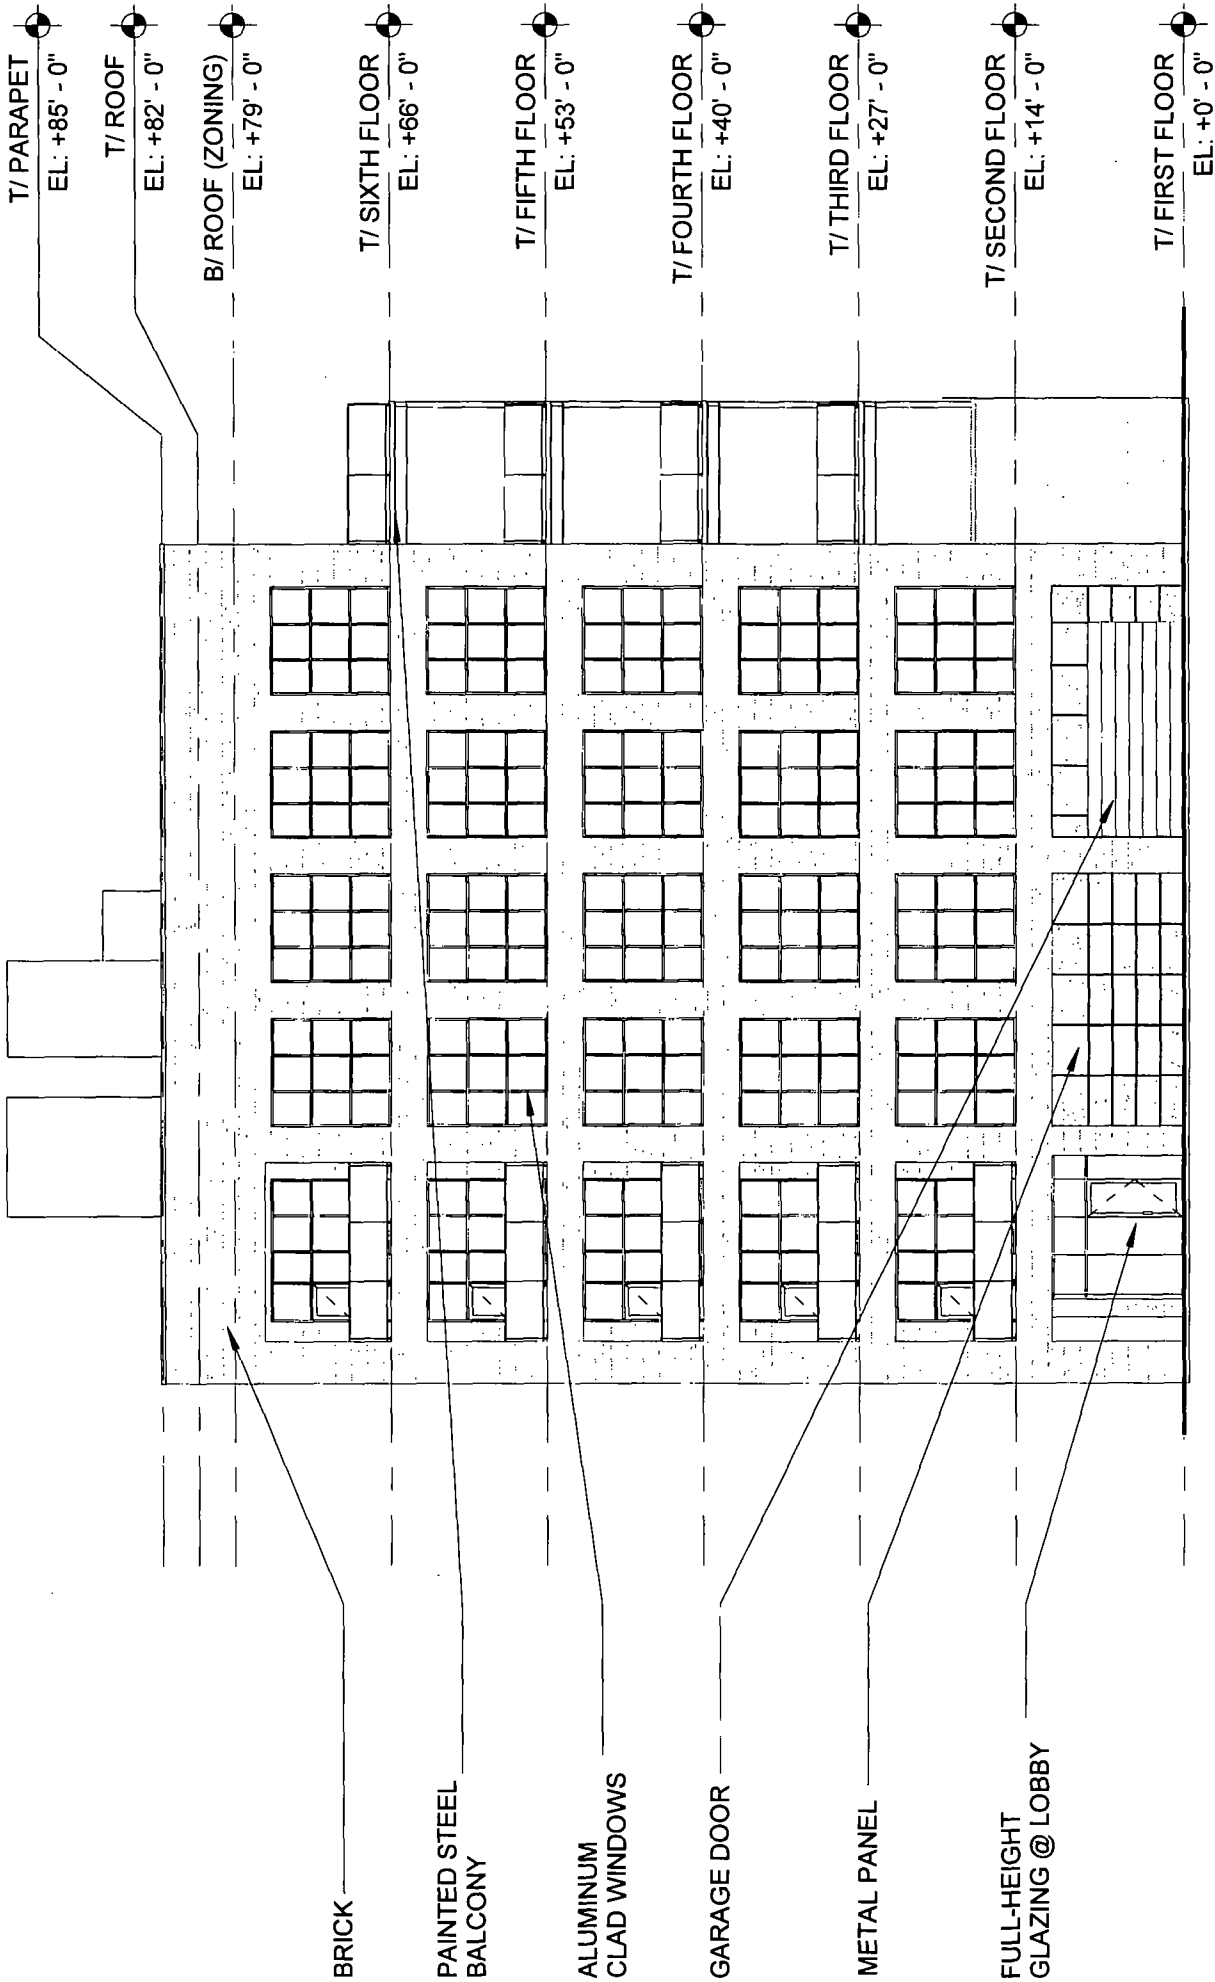 T/ PARAPET
EL: +85' - 0"
T/ ROOF
EL: +82' - 0"
B/ ROOF (ZONING)
EL: +79' - 0"
T/ SIXTH FLOOR
EL: +66' - 0"
T/ FIFTH FLOOR
EL: +53' - 0"
T/ FOURTH FLOOR
EL: +40' - 0"
T/ THIRD FLOOR
EL: +27' - 0"
T/ SECOND FLOOR
EL: +14' - 0"
T/ FIRST FLOOR
EL: +0' - 0"
BRICK
PAINTED STEEL
BALCONY
ALUMINUM
CLAD WINDOWS
GARAGE DOOR
METAL PANEL
FULL-HEIGHT
GLAZING @ LOBBY